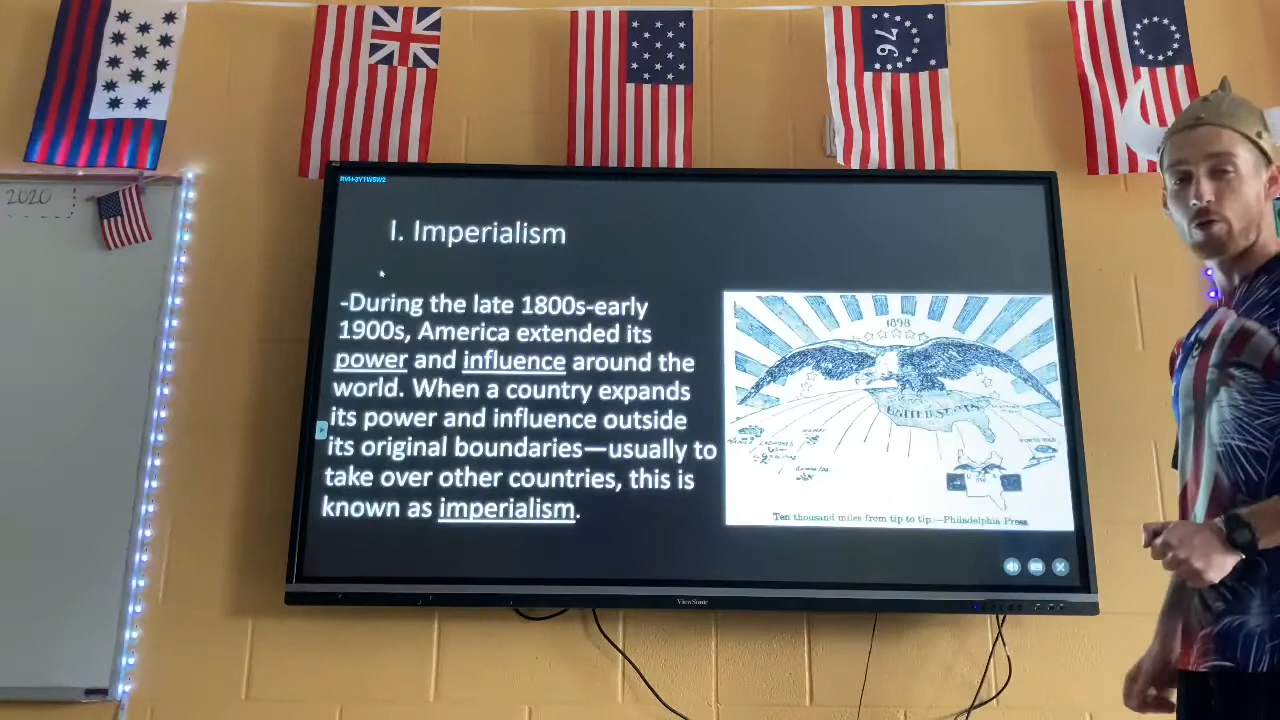 76
2020
RVH-3Y1W5W2
I. Imperialism
-During the late 1800s-early
1900s, America extended its
power and influence around the
world. When a country expands
its power and influence outside
its original boundaries—usually to
take over other countries, this is
known as imperialism.
1898
UNITED STATES
Ten thousand miles from tip to tip.—Philadelphia Press.
ViewSonic